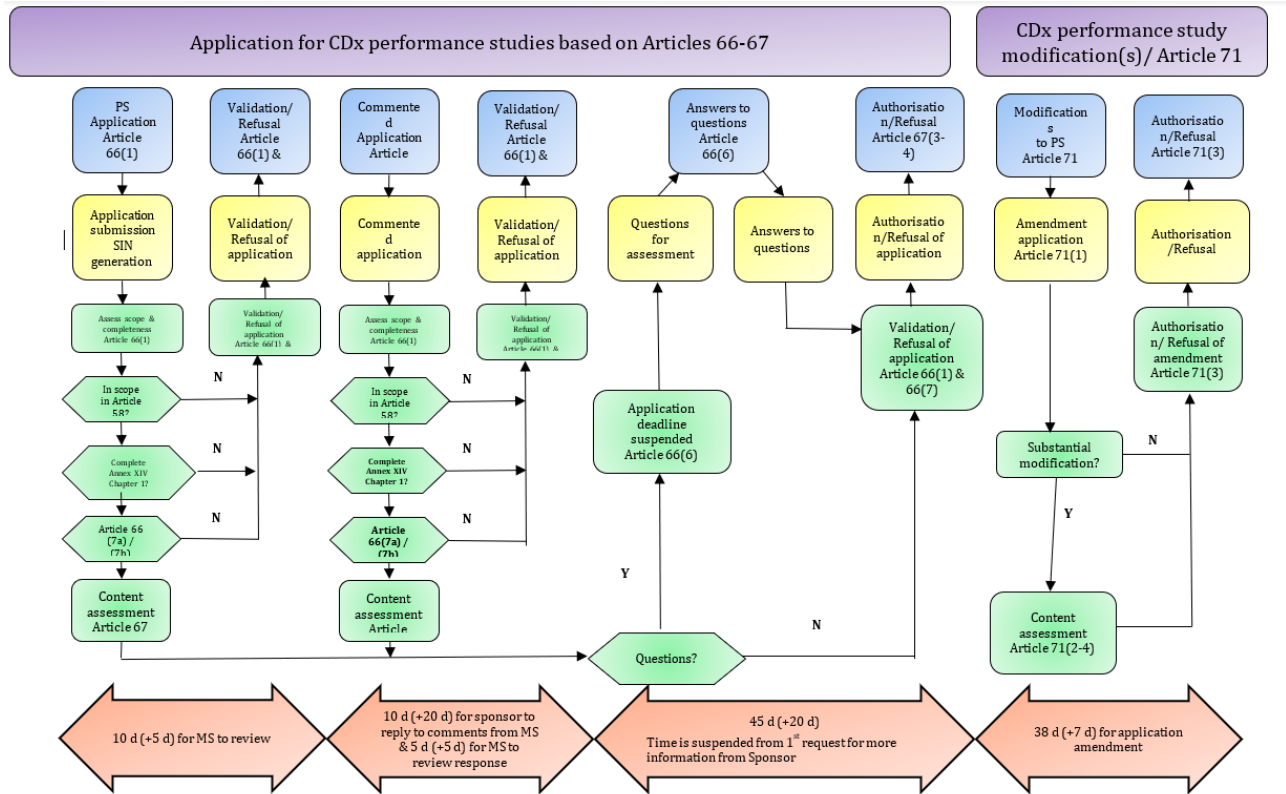 Application for CDx performance studies based on Articles 66-67
CDx performance study
modification(s)/ Article 71
PS
Application
Article
66(1)
Validation/
Refusal
Article
66(1) &
Commente
d
Application
Article
Validation/
Refusal
Article
66(1) &
Answers to
questions
Article
66(6)
Authorisatio
n/Refusal
Article 67(3-
4)
Modification
s
to PS
Article 71
Authorisatio
n/Refusal
Article 71(3)
Application
submission
SIN
generation
Validation/
Refusal of
application
Commente
d
application
Validation/
Refusal of
application
Questions
for
assessment
Answers to
questions
Authorisatio
n/Refusal of
application
Amendment
application
Article 71(1)
Authorisation
/Refusal
Assess scope &
completeness
Article 66(1)
Validation/
Refusal of
application
Article 66(1) &
Assess scope &
completeness
Article 66(1)
Validation/
Refusal of
application
Article 66(1) &
Validation/
Refusal of
application
Article 66(1) &
66(7)
Authorisatio
n/ Refusal of
amendment
Article 71(3)
In scope
in Article
58?
N
In scope
in Article
58?
N
Application
deadline
suspended
Article 66(6)
Complete
Annex XIV
Chapter 1?
N
Complete
Annex XIV
Chapter 1?
N
Substantial
modification?
N
Article 66
(7a) /
(7b)
N
Article
66(7a) /
(7b)
N
Y
Y
Content
assessment
Article 67
Content
assessment
Article
Questions?
N
Content
assessment
Article 71(2-4)
10 d (+5 d) for MS to review
10 d (+20 d) for sponsor to
reply to comments from MS
& 5 d (+5 d) for MS to
review response
45 d (+20 d)
Time is suspended from 1st request for more
information from Sponsor
38 d (+7 d) for application
amendment